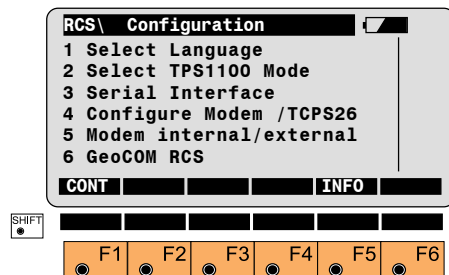 RCS\ Configuration
1 Select Language
2 Select TPS1100 Mode
3 Serial Interface
4 Configure Modem /TCPS26
5 Modem internal/external
6 GeoCOM RCS
CONT INFO
SHIFT
F1 F2 F3 F4 F5 F6